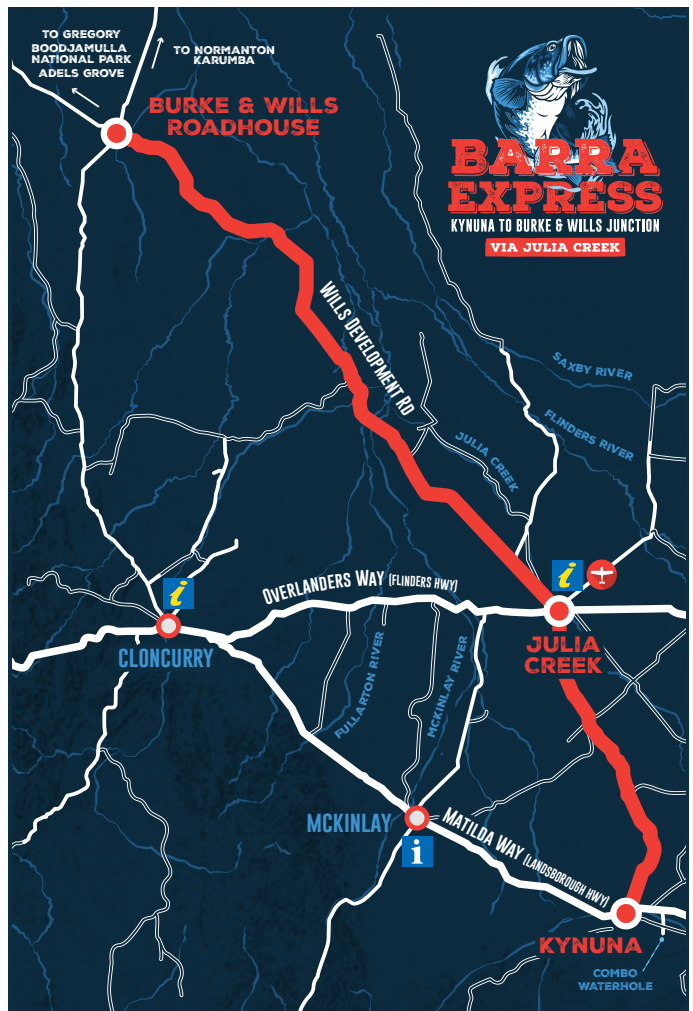 TO GREGORY
BOODJAMULLA
NATIONAL PARK
ADELS GROVE
TO NORMANTON
KARUMBA
BURKE & WILLS
ROADHOUSE
BARRA
EXPRESS
KYNUNA TO BURKE & WILLS JUNCTION
VIA JULIA CREEK
WILLS DEVELOPMENT RD
SAXBY RIVER
FLINDERS RIVER
JULIA CREEK
i
OVERLANDERS WAY (FLINDERS HWY)
i
CLONCURRY
JULIA
CREEK
FULLARTON RIVER
MCKINLAY RIVER
MCKINLAY
i
MATILDA WAY (LANDSBOROUGH HWY)
KYNUNA
COMBO
WATERHOLE